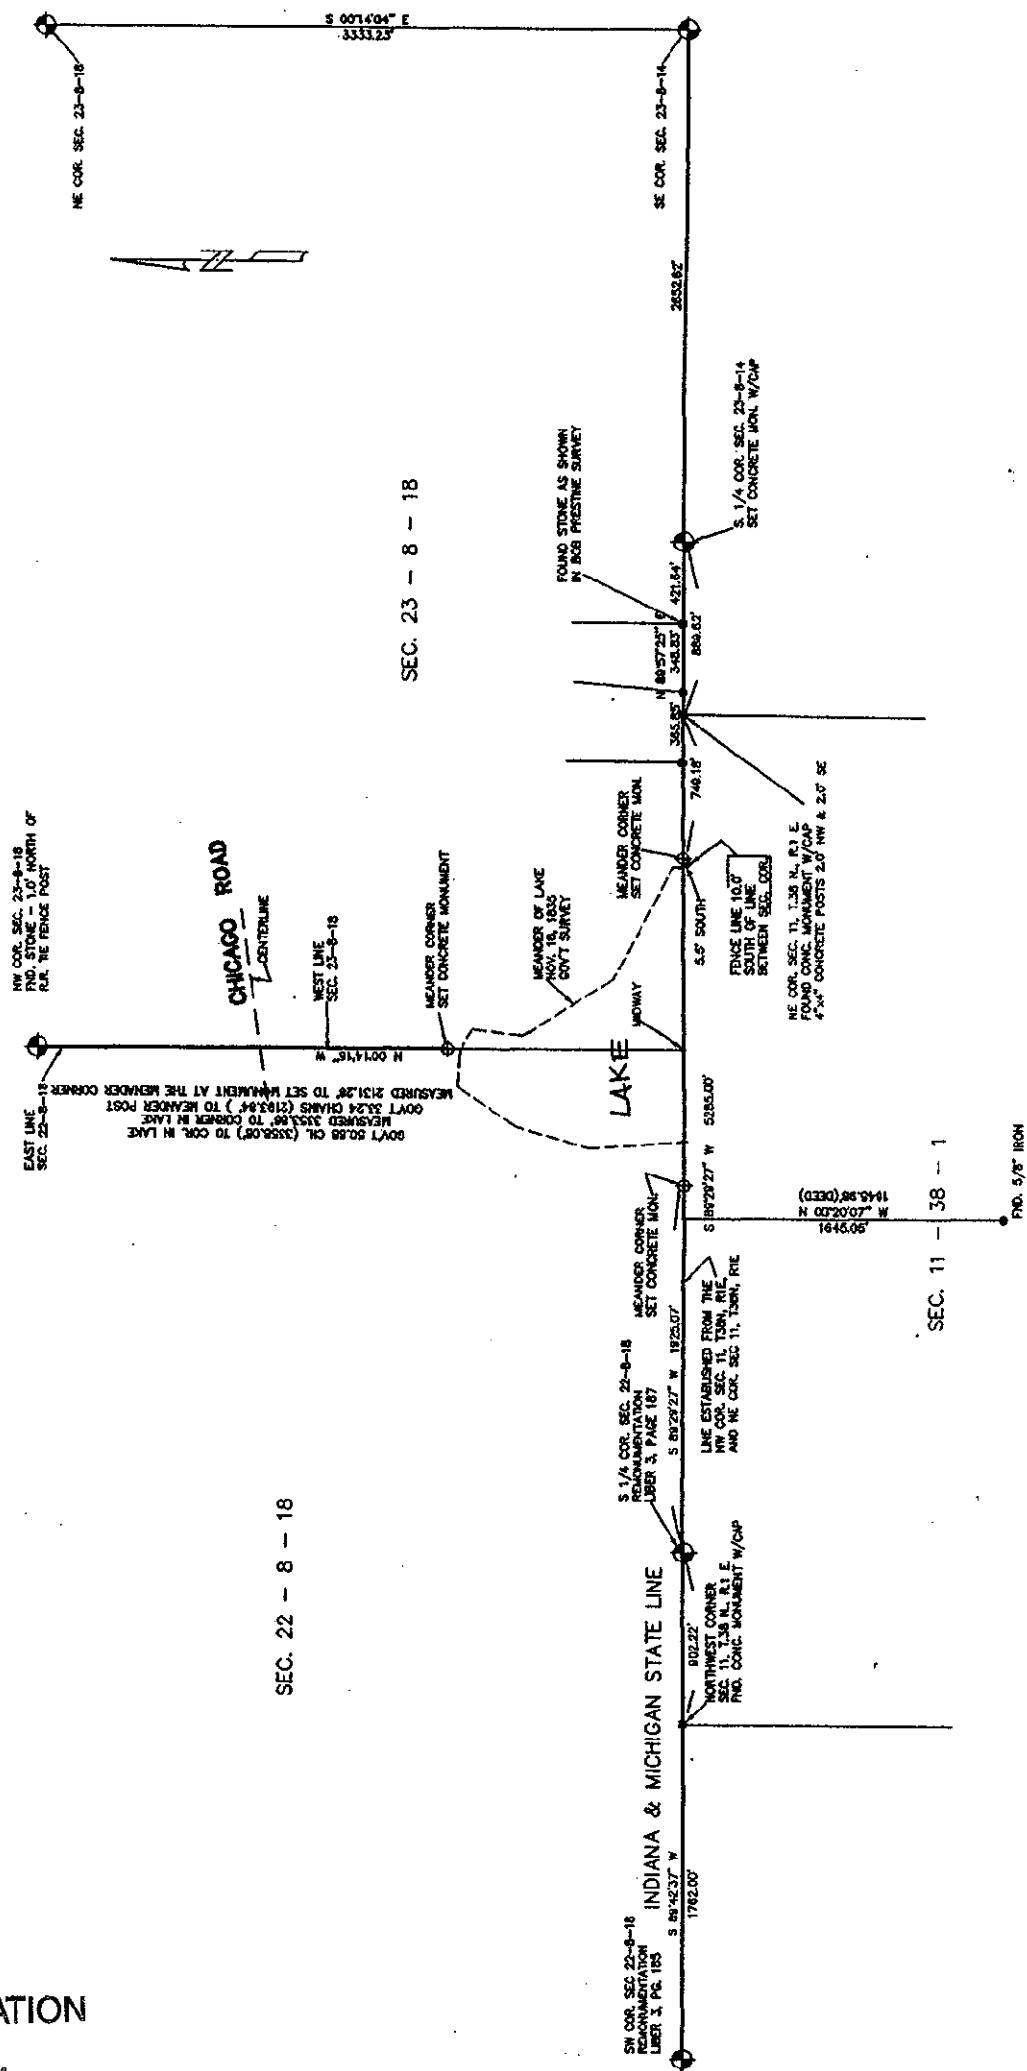 NW COR. SEC. 23-8-18
FND. STONE - 1.0' NORTH OF
R.R. TIE FENCE POST
EAST LINE
SEC. 22-8-18
NE COR. SEC. 23-8-18
S 00°14'04" E
3333.23'
CHICAGO ROAD
CENTERLINE
WEST LINE
SEC. 23-8-18
N 00°14'16" W
GOV'T 50.88 CH. (3358.08') TO COR. IN LAKE
MEASURED 3353.86' TO CORNER IN LAKE
GOVT 33.24 CHAINS (2193.84') TO MEANDER POST
MEASURED 2131.26' TO SET MONUMENT AT THE MENADER CORNER
MEANDER CORNER
SET CONCRETE MONUMENT
SEC. 22 - 8 - 18
SEC. 23 - 8 - 18
MEANDER OF LAKE
NOV. 18, 1835
GOV'T SURVEY
LAKE
MIDWAY
FOUND STONE AS SHOWN
IN BOB PRESTINE SURVEY
SW COR. SEC 22-8-18
REMONUMENTATION
LIBER 3, PG. 185
INDIANA & MICHIGAN STATE LINE
S 89°42'37" W
1762.00'
902.22'
NORTHWEST CORNER
SEC. 11, T.38 N., R.1 E.
FND. CONC. MONUMENT W/CAP
S 1/4 COR. SEC. 22-8-18
REMONUMENTATION
LIBER 3, PAGE 187
S 89°29'27" W 1925.07'
LINE ESTABLISHED FROM THE
NW COR. SEC. 11, T38N, R1E,
AND NE COR. SEC 11, T38N, R1E
MEANDER CORNER
SET CONCRETE MON.
S 89°29'27" W 5285.00'
MEANDER CORNER
SET CONCRETE MON.
5.5' SOUTH
FENCE LINE 10.0'
SOUTH OF LINE
BETWEEN SEC. COR.
749.18'
365.85'
N 89°57'25" E
348.83'
421.64'
889.62'
2652.62'
SE COR. SEC. 23-8-14
S. 1/4 COR. SEC. 23-8-14
SET CONCRETE MON. W/CAP
NE COR. SEC. 11, T.38 N., R.1 E.
FOUND CONC. MONUMENT W/CAP
4"x4" CONCRETE POSTS 2.0' NW & 2.0' SE
N 00°20'07" W
1645.05'
1645.98'(DEED)
SEC. 11 - 38 - 1
FND. 5/8" IRON
ATION